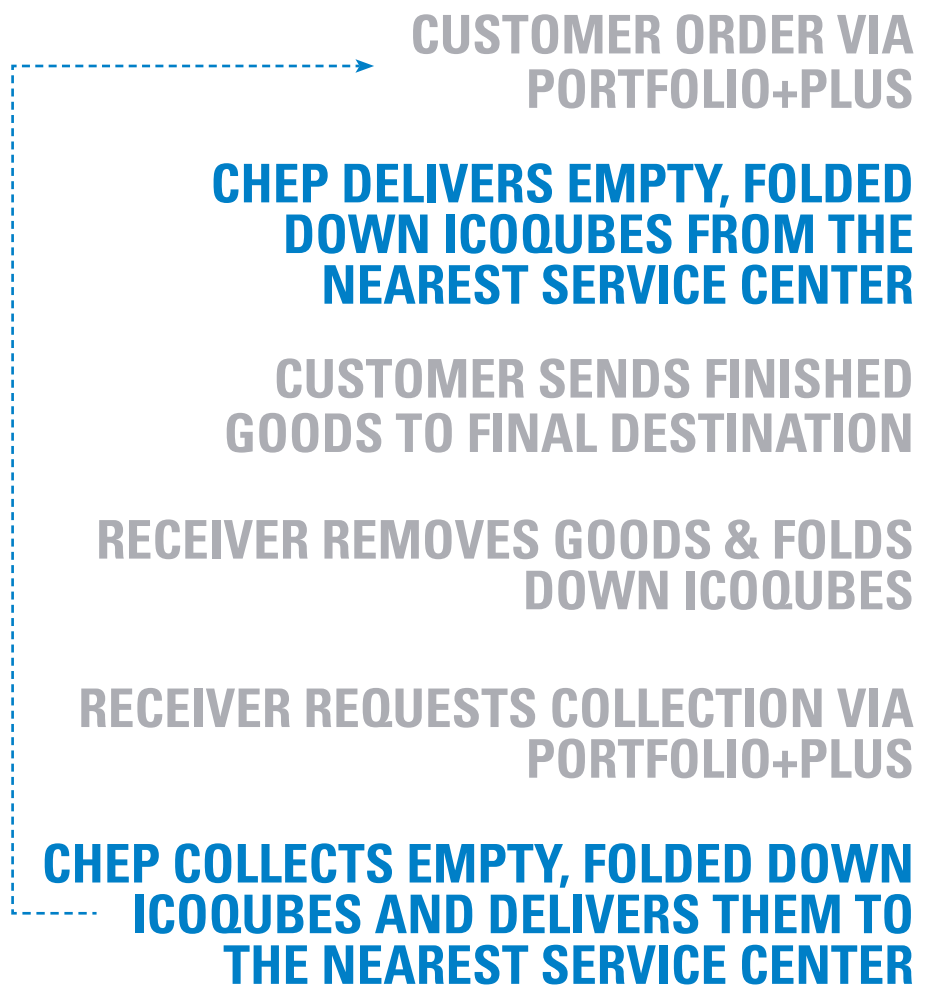 CUSTOMER ORDER VIA
PORTFOLIO+PLUS
CHEP DELIVERS EMPTY, FOLDED
DOWN ICOQUBES FROM THE
NEAREST SERVICE CENTER
CUSTOMER SENDS FINISHED
GOODS TO FINAL DESTINATION
RECEIVER REMOVES GOODS & FOLDS
DOWN ICOQUBES
RECEIVER REQUESTS COLLECTION VIA
PORTFOLIO+PLUS
CHEP COLLECTS EMPTY, FOLDED DOWN
ICOQUBES AND DELIVERS THEM TO
THE NEAREST SERVICE CENTER